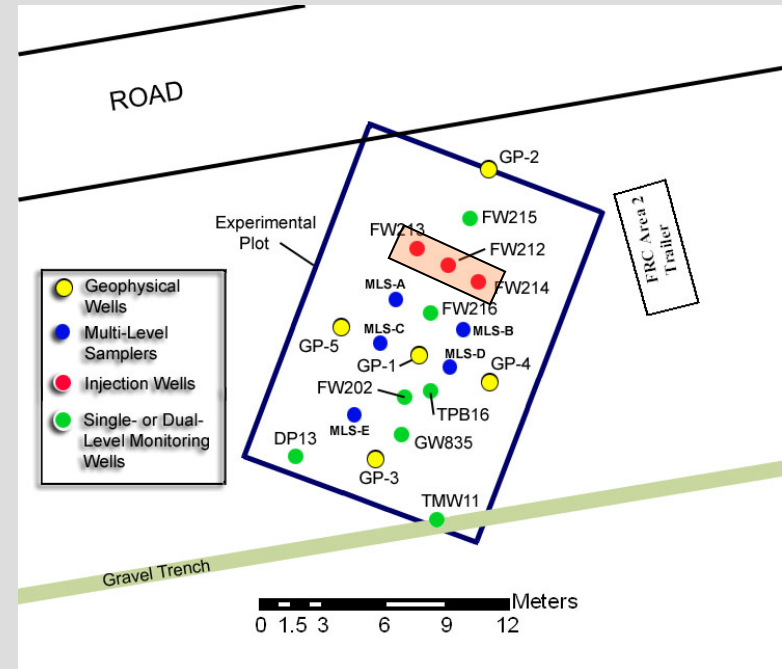 ROAD
GP-2
FW215
Experimental
Plot
FW213
FW212
FRC Area 2
Trailer
Geophysical
Wells
Multi-Level
Samplers
Injection Wells
Single- or Dual-
Level Monitoring
Wells
MLS-A
FW214
FW216
MLS-C
MLS-B
GP-5
GP-1
MLS-D
GP-4
FW202
TPB16
MLS-E
DP13
GW835
GP-3
TMW11
Gravel Trench
Meters
0 1.5 3 6 9 12